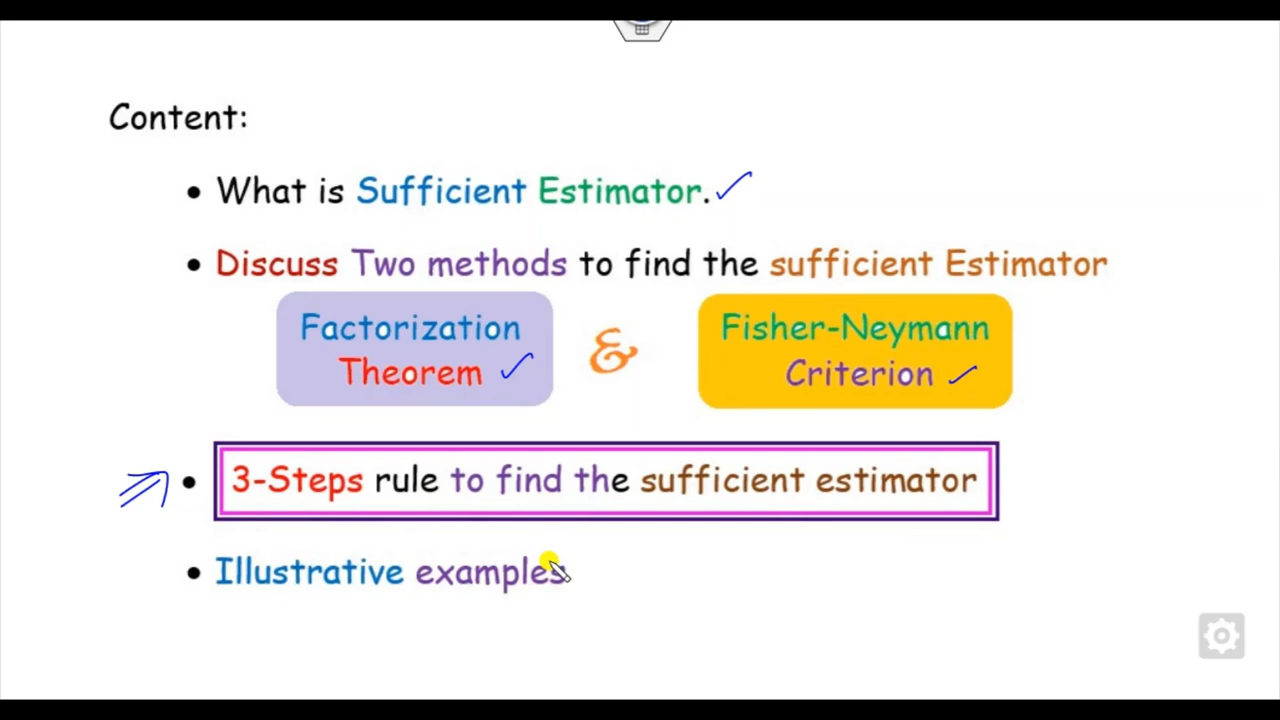 Content:
• What is Sufficient Estimator.
• Discuss Two methods to find the sufficient Estimator
Factorization
Theorem
&
Fisher-Neymann
Criterion
• 3-Steps rule to find the sufficient estimator
• Illustrative examples